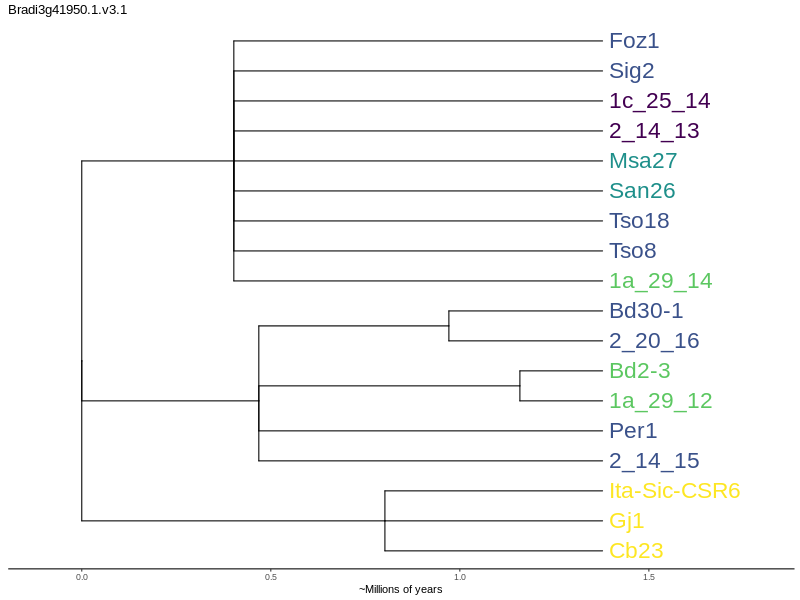 Bradi3g41950.1.v3.1
Foz1
Sig2
1c_25_14
2_14_13
Msa27
San26
Tso18
Tso8
1a_29_14
Bd30-1
2_20_16
Bd2-3
1a_29_12
Per1
2_14_15
Ita-Sic-CSR6
Gj1
Cb23
0.0 0.5 1.0 1.5
~Millions of years